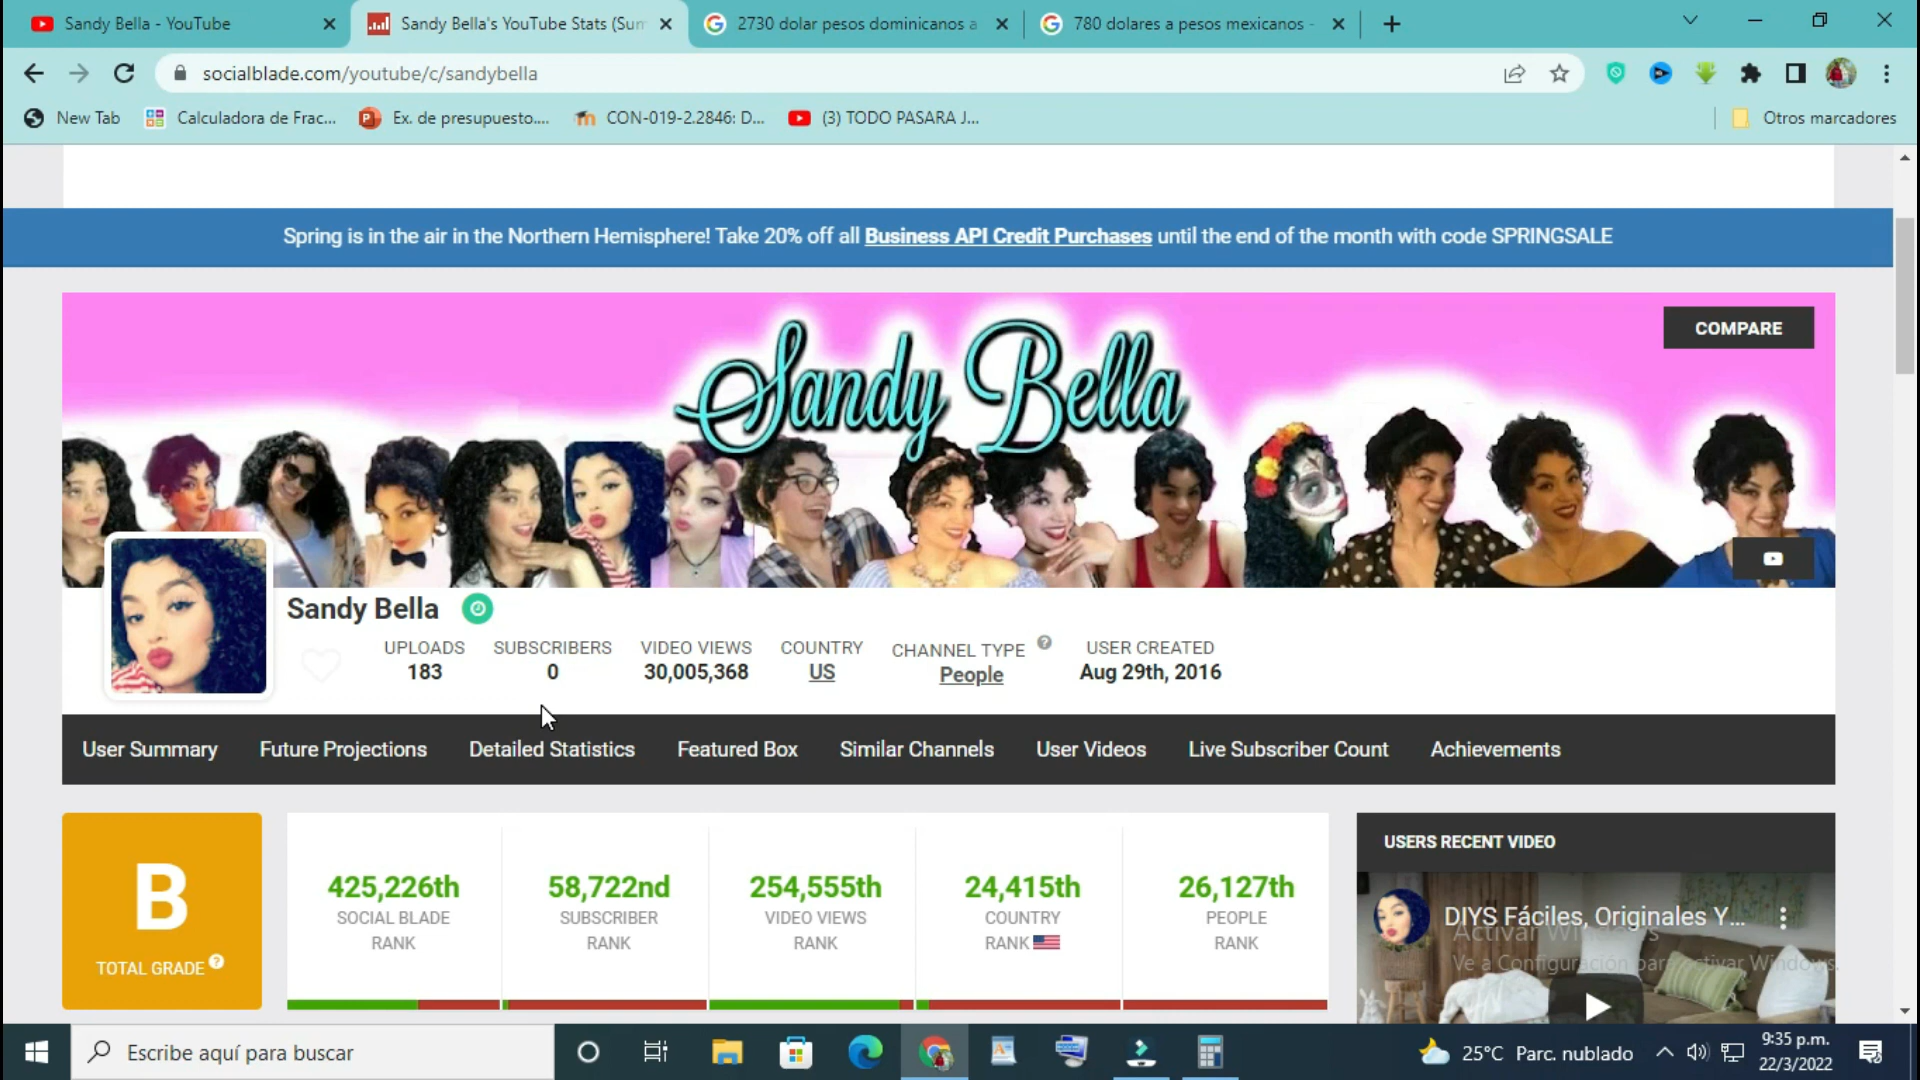 Sandy Bella - YouTube
Sandy Bella's YouTube Stats (Sum
2730 dolar pesos dominicanos a
780 dolares a pesos mexicanos -
socialblade.com/youtube/c/sandybella
New Tab
Calculadora de Frac...
Ex. de presupuesto....
CON-019-2.2846: D...
(3) TODO PASARA J...
Otros marcadores
Spring is in the air in the Northern Hemisphere! Take 20% off all Business API Credit Purchases until the end of the month with code SPRINGSALE
Sandy Bella
COMPARE
Sandy Bella
UPLOADS
183
SUBSCRIBERS
0
VIDEO VIEWS
30,005,368
COUNTRY
US
CHANNEL TYPE
People
USER CREATED
Aug 29th, 2016
User Summary
Future Projections
Detailed Statistics
Featured Box
Similar Channels
User Videos
Live Subscriber Count
Achievements
B
TOTAL GRADE
425,226th
SOCIAL BLADE
RANK
58,722nd
SUBSCRIBER
RANK
254,555th
VIDEO VIEWS
RANK
24,415th
COUNTRY
RANK
26,127th
PEOPLE
RANK
USERS RECENT VIDEO
DIYS Fáciles, Originales Y...
Activar Windows
Ve a Configuración para activar Windows.
Escribe aquí para buscar
25°C Parc. nublado
9:35 p.m.
22/3/2022